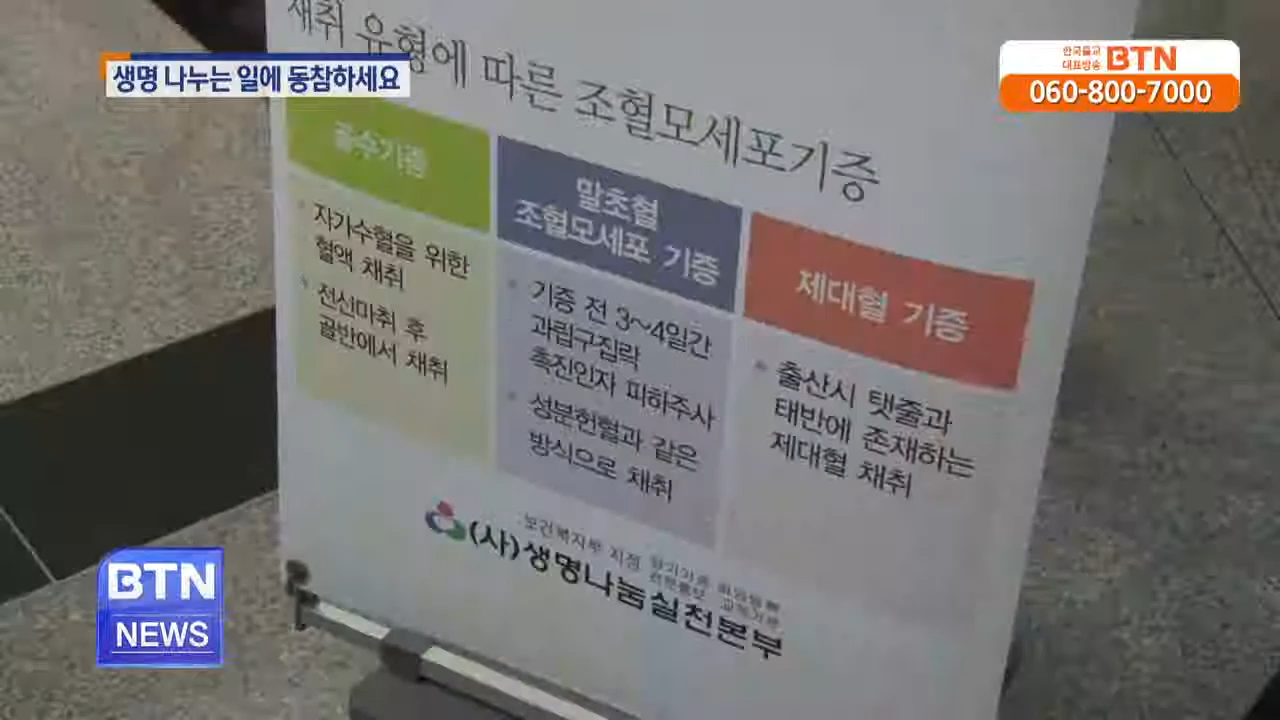 생명 나누는 일에 동참하세요
한국불교
대표방송 BTN
060-800-7000
채취 유형에 따른 조혈모세포기증
골수기증
자가수혈을 위한
혈액 채취
전신마취 후
골반에서 채취
말초혈
조혈모세포 기증
기증 전 3~4일간
과립구집락
촉진인자 피하주사
성분헌혈과 같은
방식으로 채취
제대혈 기증
출산시 탯줄과
태반에 존재하는
제대혈 채취
보건복지부 지정
(사)생명나눔실천본부
BTN
NEWS